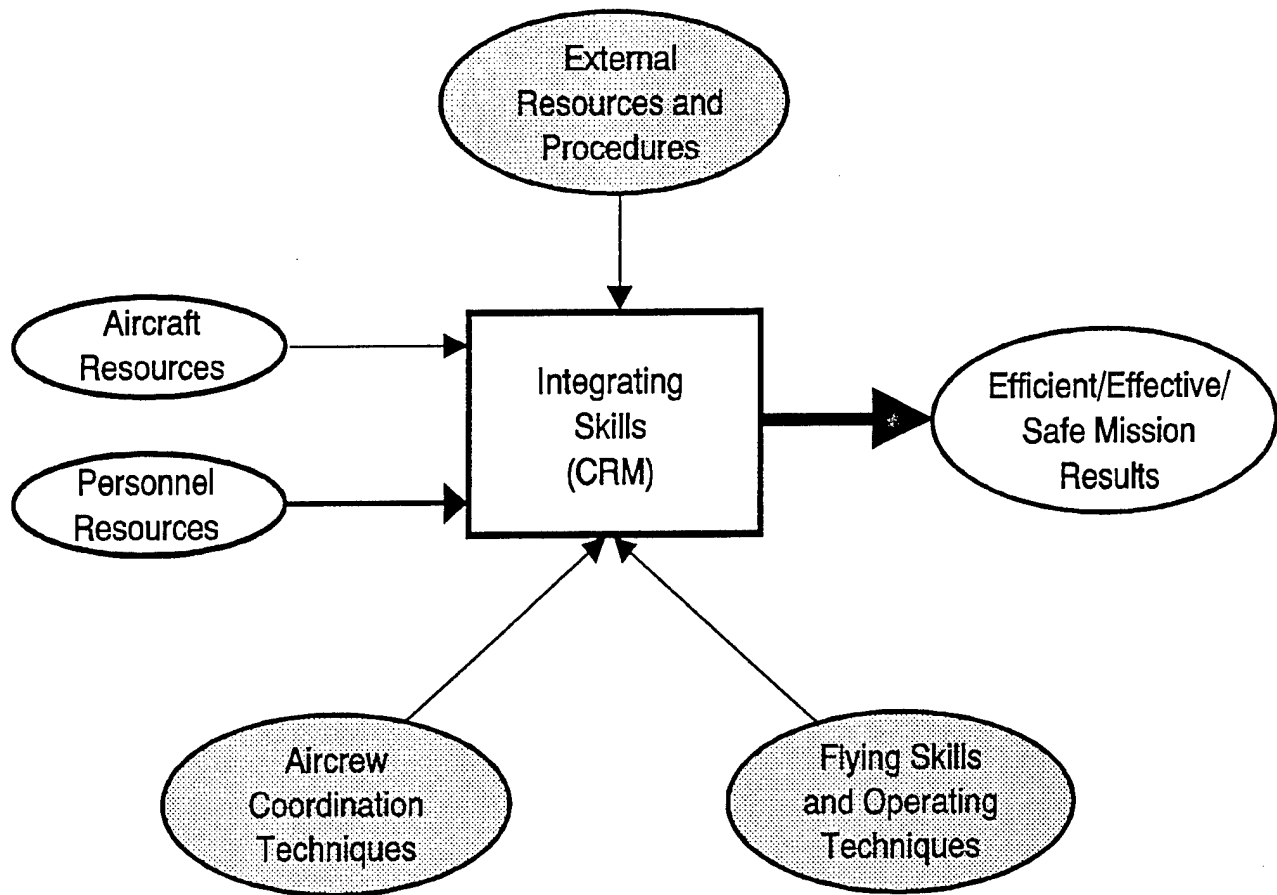 External
Resources and
Procedures
Aircraft
Resources
Integrating
Skills
(CRM)
Efficient/Effective/
Safe Mission
Results
Personnel
Resources
Aircrew
Coordination
Techniques
Flying Skills
and Operating
Techniques